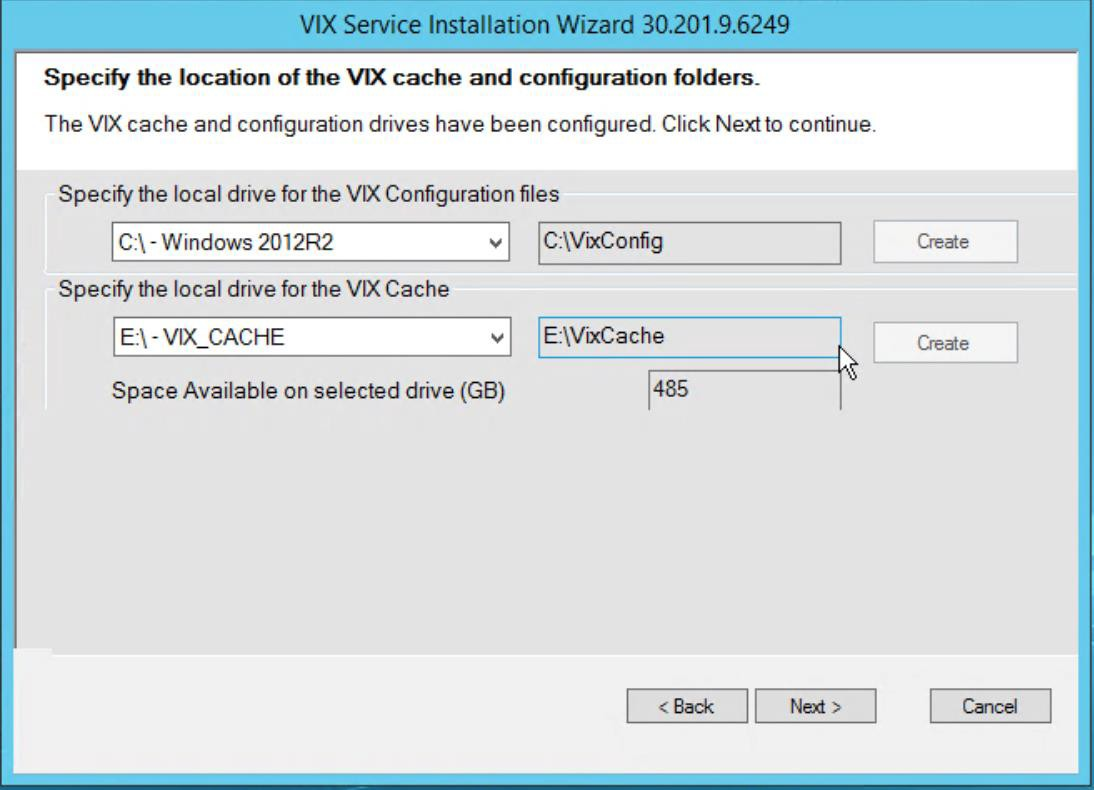 VIX Service Installation Wizard 30.201.9.6249
Specify the location of the VIX cache and configuration folders.
The VIX cache and configuration drives have been configured. Click Next to continue.
Specify the local drive for the VIX Configuration files
C:\ - Windows 2012R2 C:\VixConfig Create
Specify the local drive for the VIX Cache
E:\ - VIX_CACHE E:\VixCache Create
Space Available on selected drive (GB) 485
< Back Next > Cancel